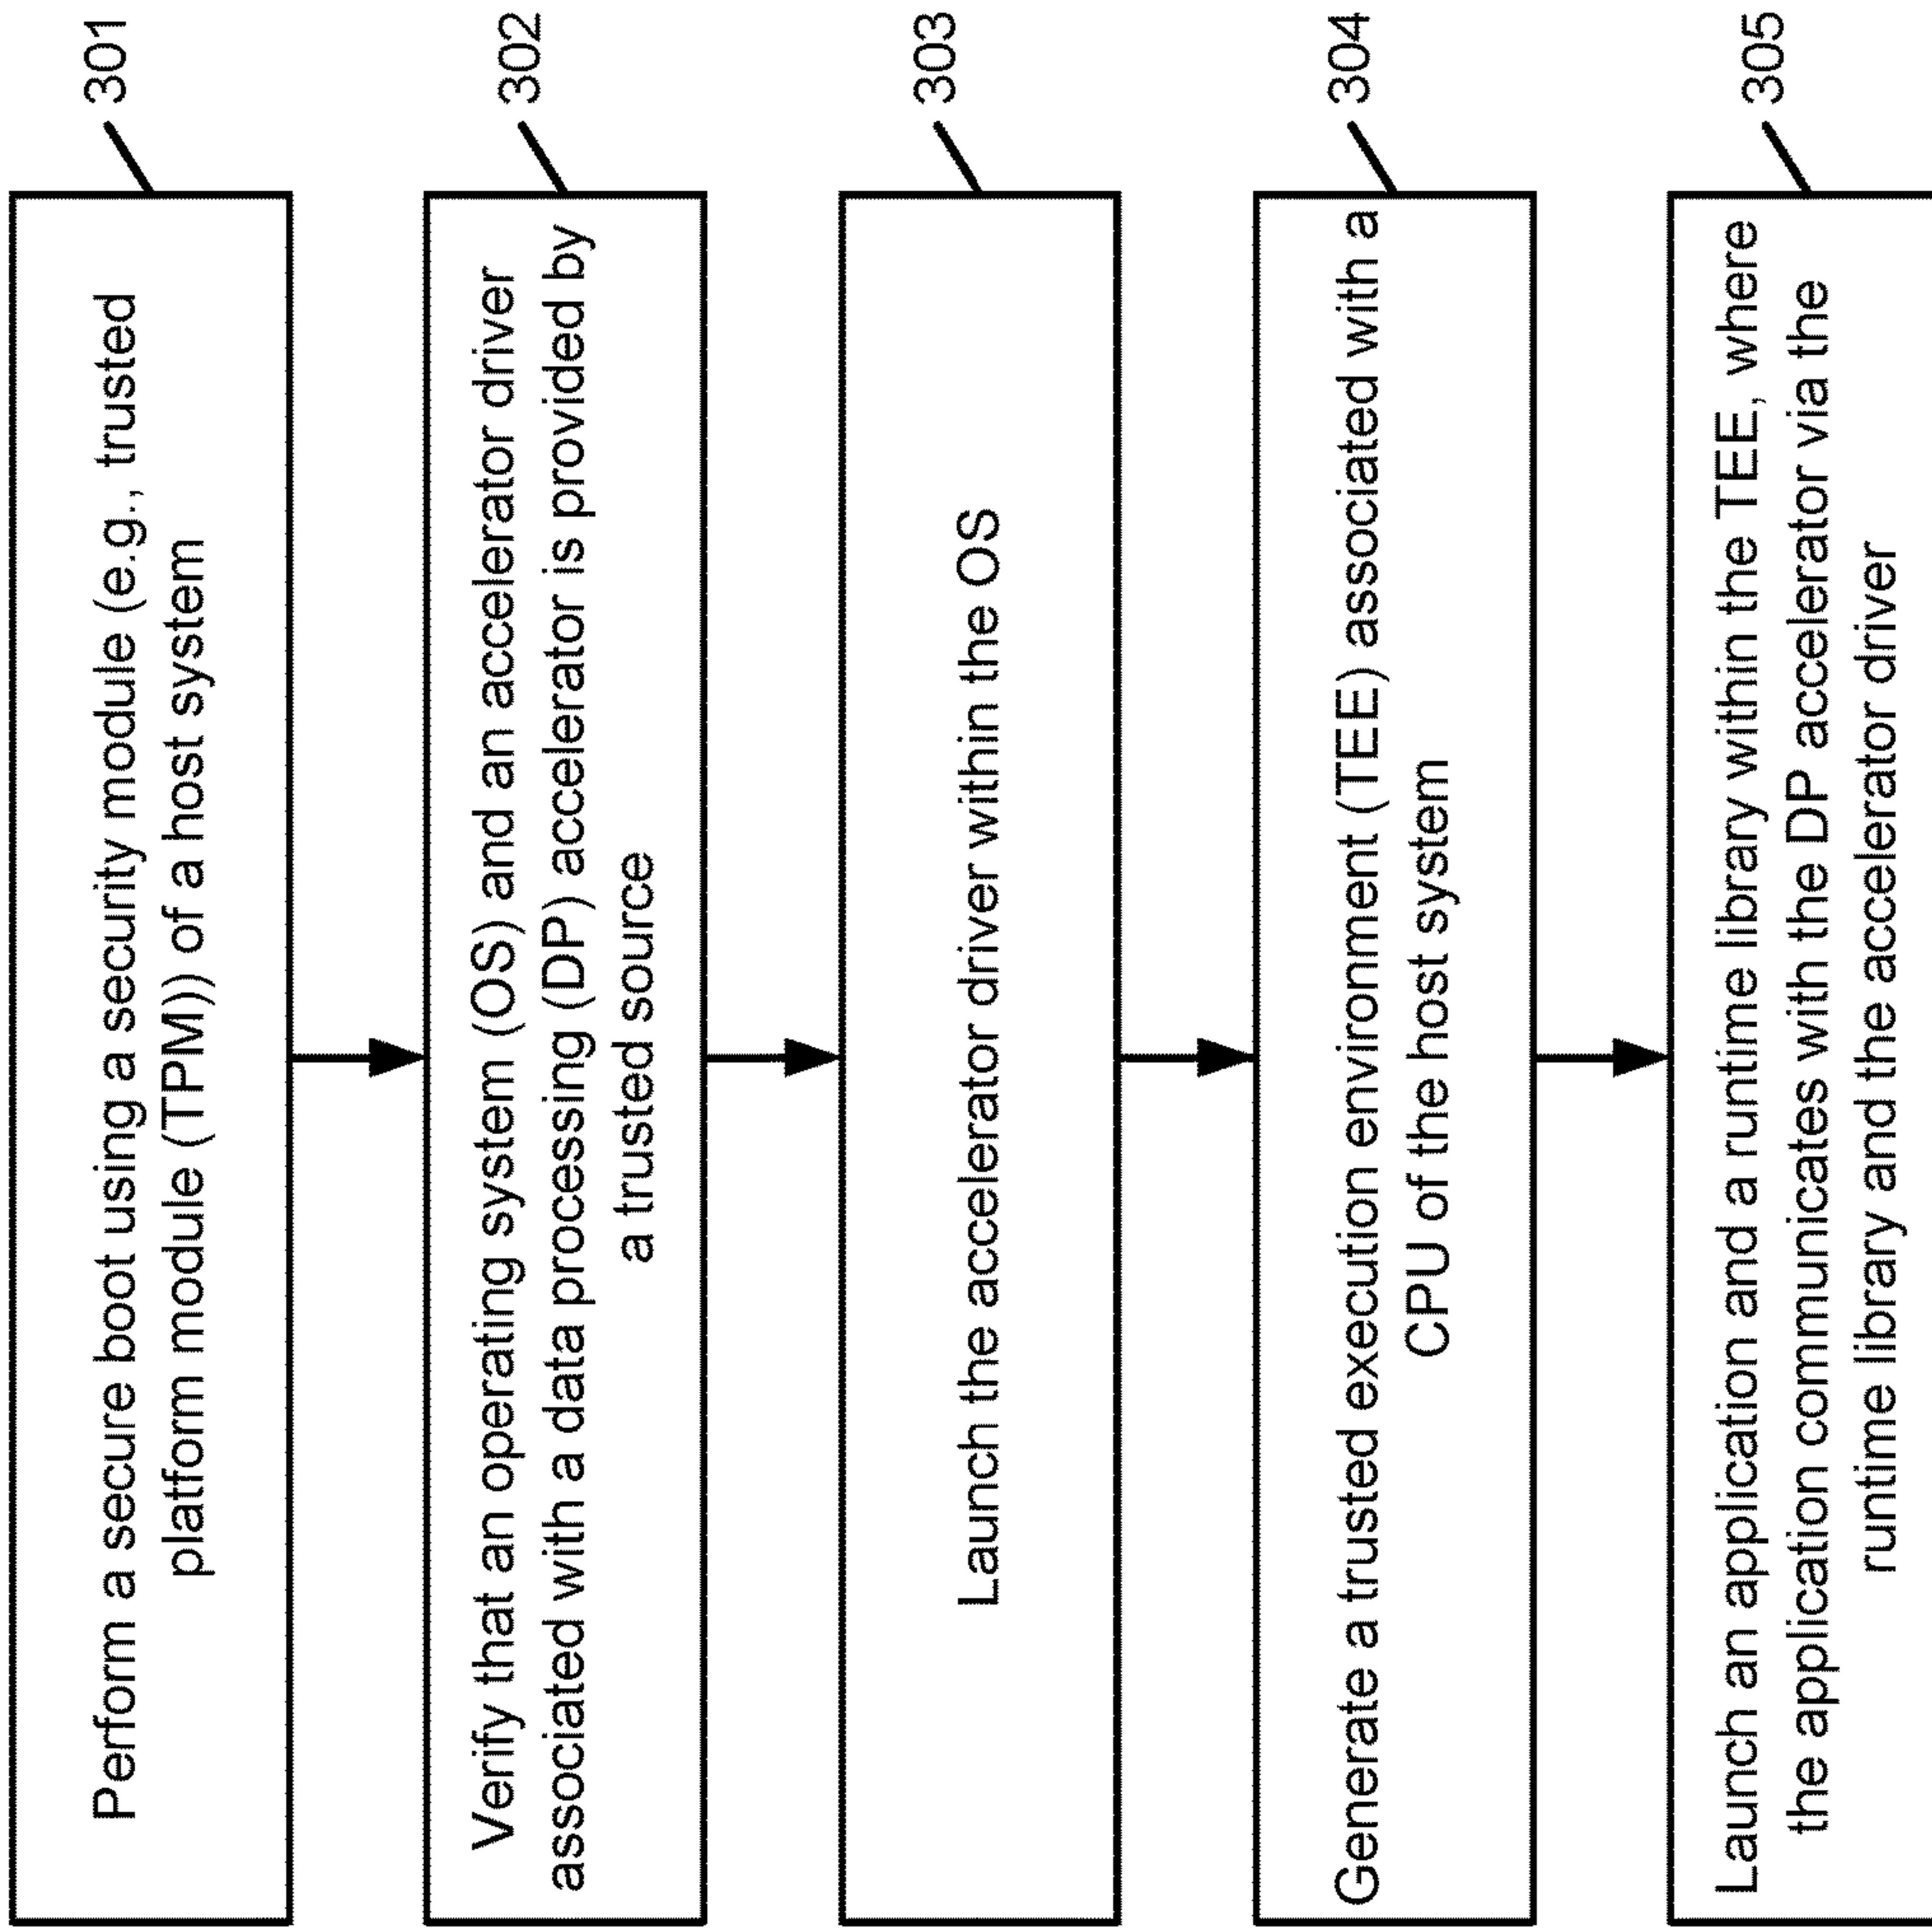 301
Perform a secure boot using a security module (e.g., trusted
platform module (TPM)) of a host system
302
Verify that an operating system (OS) and an accelerator driver
associated with a data processing (DP) accelerator is provided by
a trusted source
303
Launch the accelerator driver within the OS
304
Generate a trusted execution environment (TEE) associated with a
CPU of the host system
305
Launch an application and a runtime library within the TEE, where
the application communicates with the DP accelerator via the
runtime library and the accelerator driver